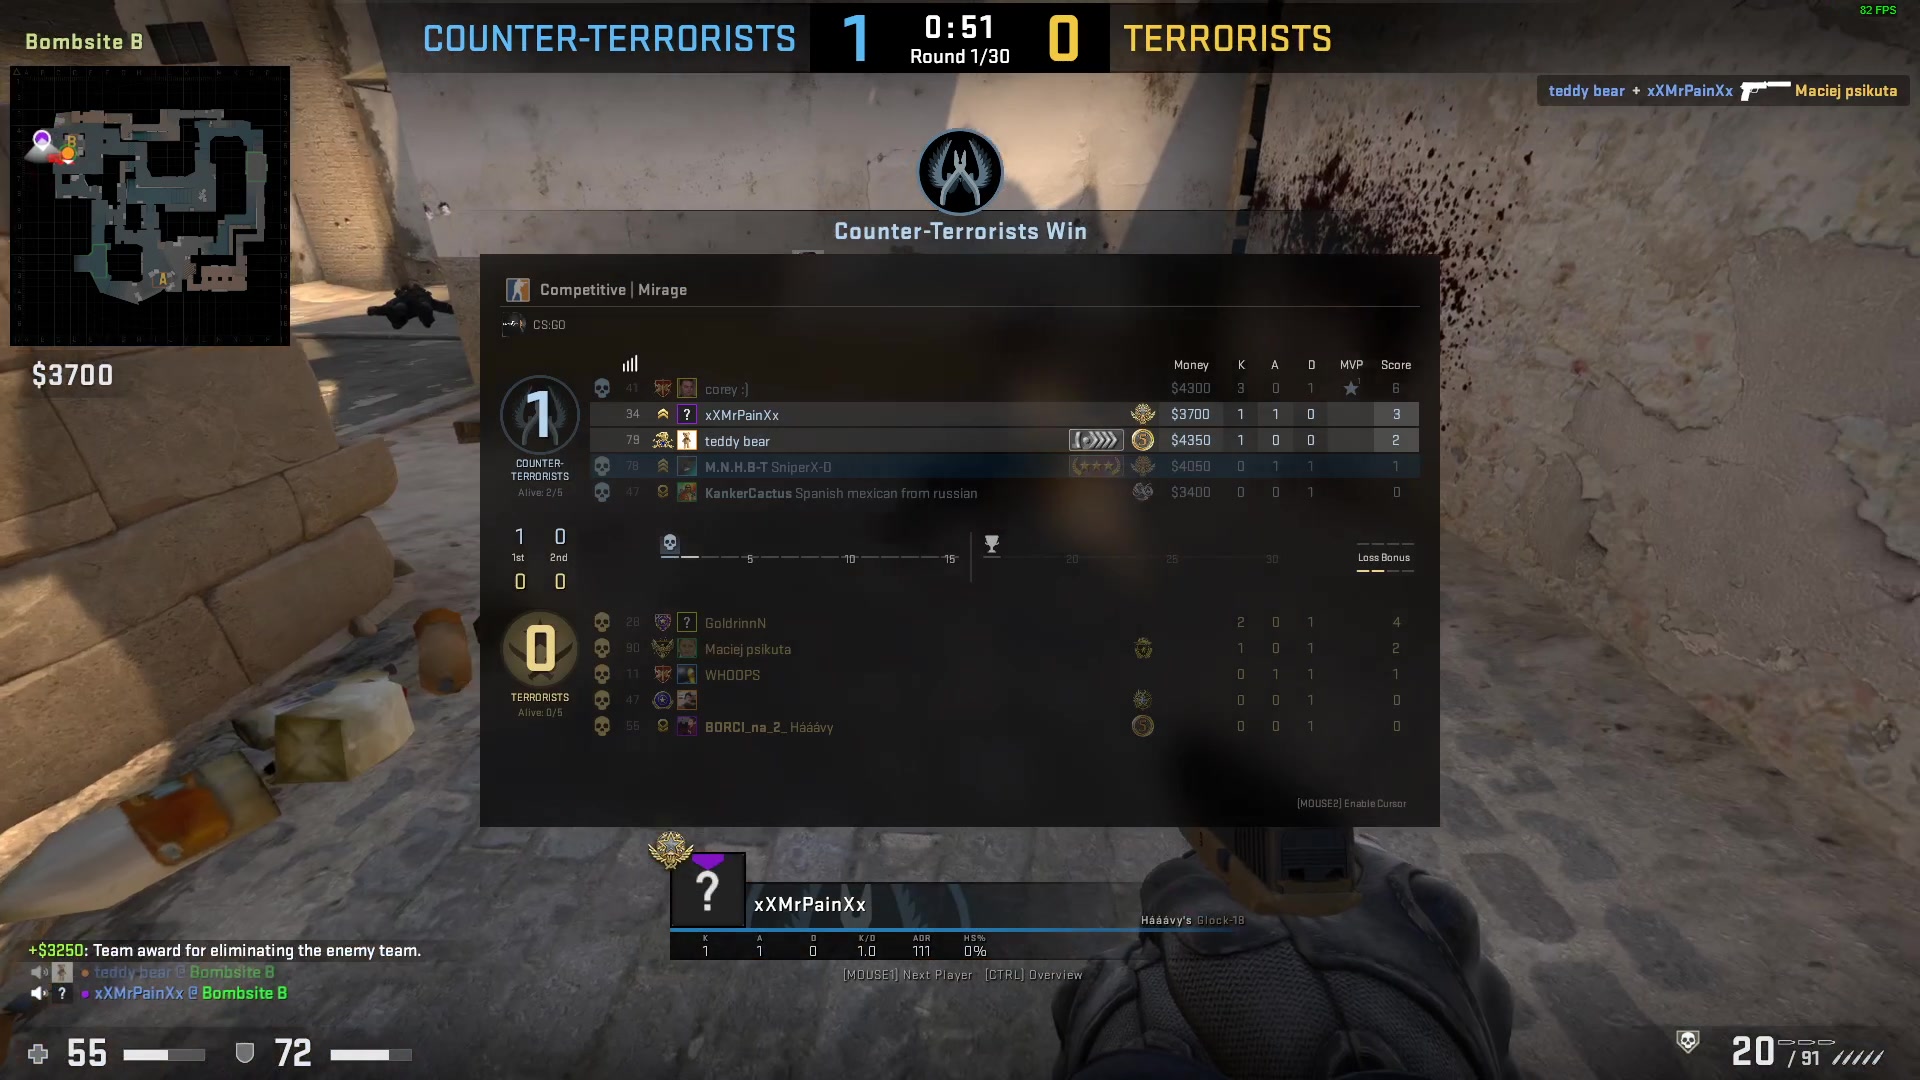 82 FPS
Bombsite B
COUNTER-TERRORISTS 1 0:51 0 TERRORISTS
Round 1/30
teddy bear + xXMrPainXx Maciej psikuta
B
A
$3700
Counter-Terrorists Win
Competitive | Mirage
CS:GO
Money K A D MVP Score
41 corey :) $4300 3 0 1 1 6
34 ? xXMrPainXx $3700 1 1 0 3
79 teddy bear 5 $4350 1 0 0 2
78 M.N.H.B-T SniperX-D $4050 0 1 1 1
47 KankerCactus Spanish mexican from russian $3400 0 0 1 0
1
COUNTER-
TERRORISTS
Alive: 2/5
1 0
1st 2nd
0 0
5 10 15 20 25 30
Loss Bonus
28 ? GoldrinnN 2 0 1 4
90 Maciej psikuta 1 0 1 2
11 WHOOPS 0 1 1 1
47 0 0 1 0
55 BORCI_na_2_ Hááávy 5 0 0 1 0
0
TERRORISTS
Alive: 0/5
[MOUSE2] Enable Cursor
?
xXMrPainXx
Hááávy's Glock-18
K A D K/D ADR HS%
1 1 0 1.0 111 0%
[MOUSE1] Next Player [CTRL] Overview
+$3250: Team award for eliminating the enemy team.
teddy bear @ Bombsite B
? xXMrPainXx @ Bombsite B
55 72
20 / 91